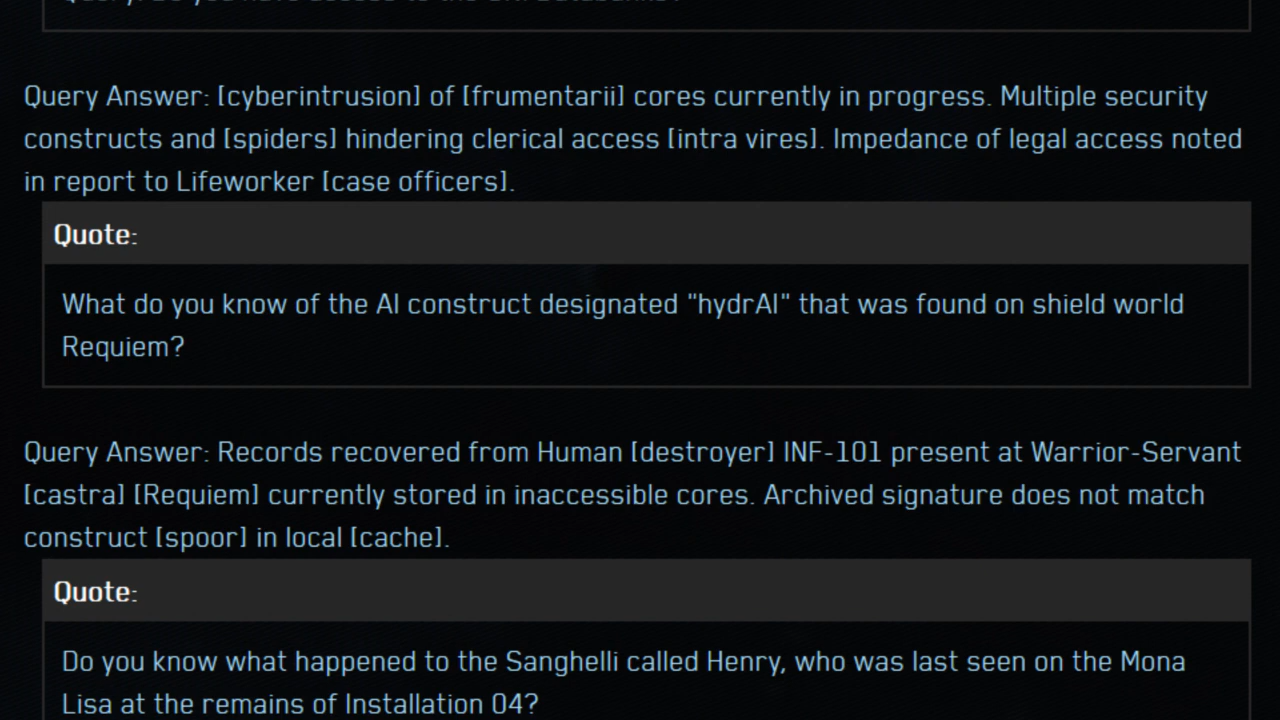 Query Answer: [cyberintrusion] of [frumentarii] cores currently in progress. Multiple security
constructs and [spiders] hindering clerical access [intra vires]. Impedance of legal access noted
in report to Lifeworker [case officers].
Quote:
What do you know of the AI construct designated "hydrAI" that was found on shield world
Requiem?
Query Answer: Records recovered from Human [destroyer] INF-101 present at Warrior-Servant
[castra] [Requiem] currently stored in inaccessible cores. Archived signature does not match
construct [spoor] in local [cache].
Quote:
Do you know what happened to the Sanghelli called Henry, who was last seen on the Mona
Lisa at the remains of Installation 04?